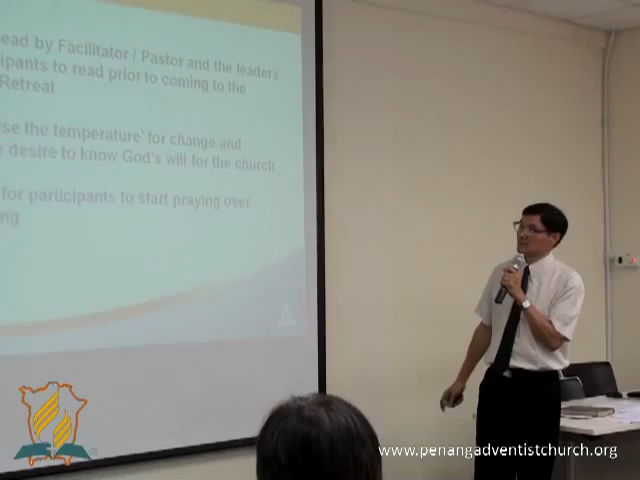 ead by Facilitator / Pastor and the leaders
ipants to read prior to coming to the
Retreat
ise the temperature' for change and
e desire to know God's will for the church
for participants to start praying over
ng
www.penangadventistchurch.org